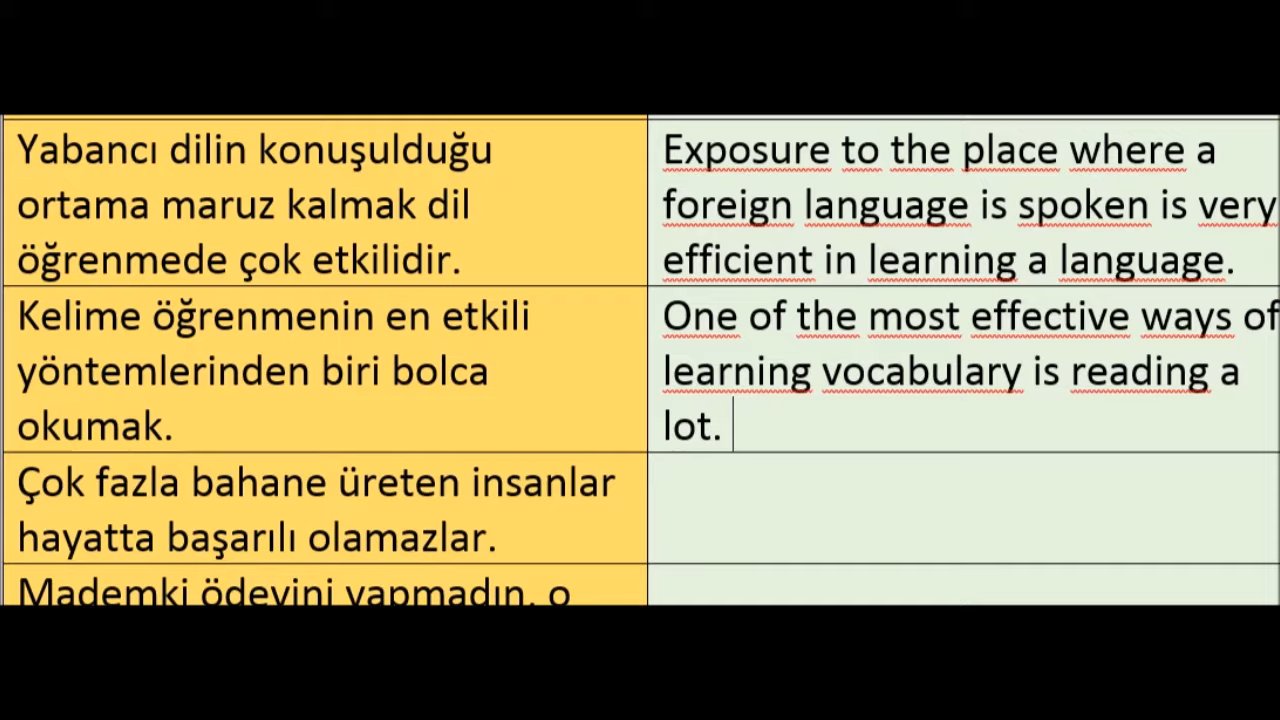 Yabancı dilin konuşulduğu
ortama maruz kalmak dil
öğrenmede çok etkilidir.
Exposure to the place where a
foreign language is spoken is very
efficient in learning a language.
Kelime öğrenmenin en etkili
yöntemlerinden biri bolca
okumak.
One of the most effective ways of
learning vocabulary is reading a
lot.
Çok fazla bahane üreten insanlar
hayatta başarılı olamazlar.
Mademki ödevini yapmadın, o